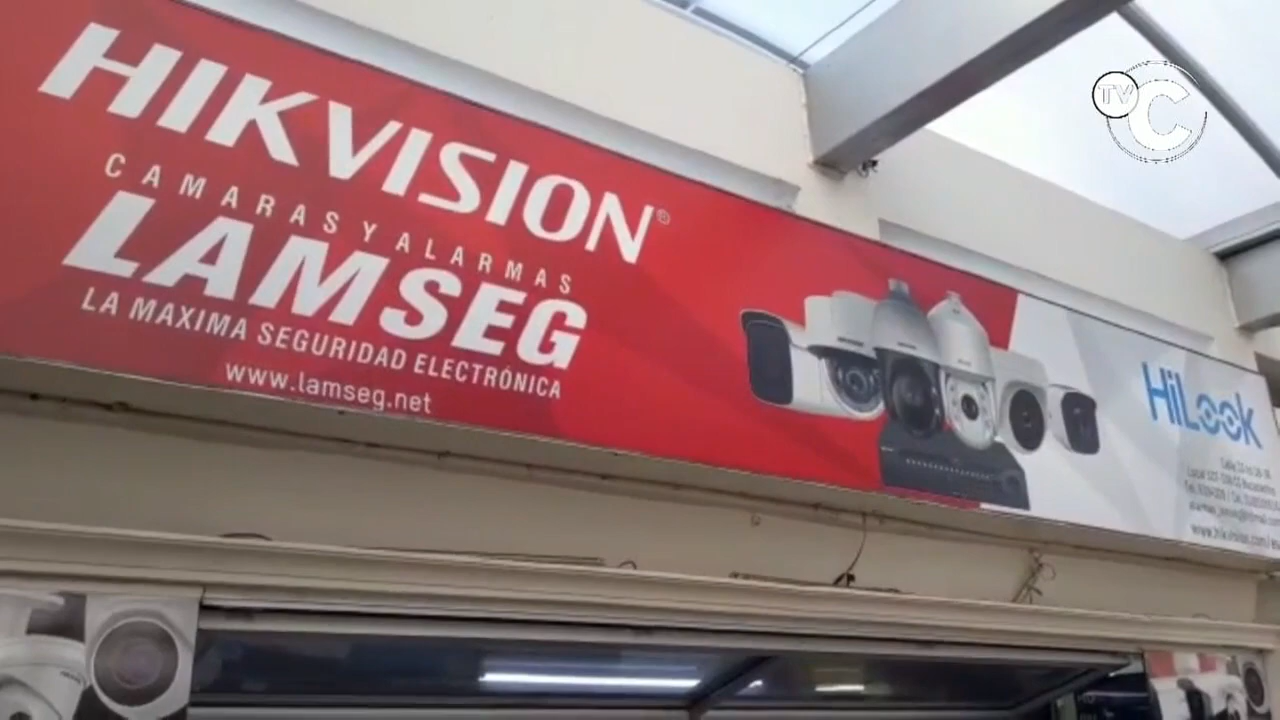 HIKVISION®
CAMARAS Y ALARMAS
LAMSEG
LA MAXIMA SEGURIDAD ELECTRÓNICA
www.lamseg.net
HiLook
TV C